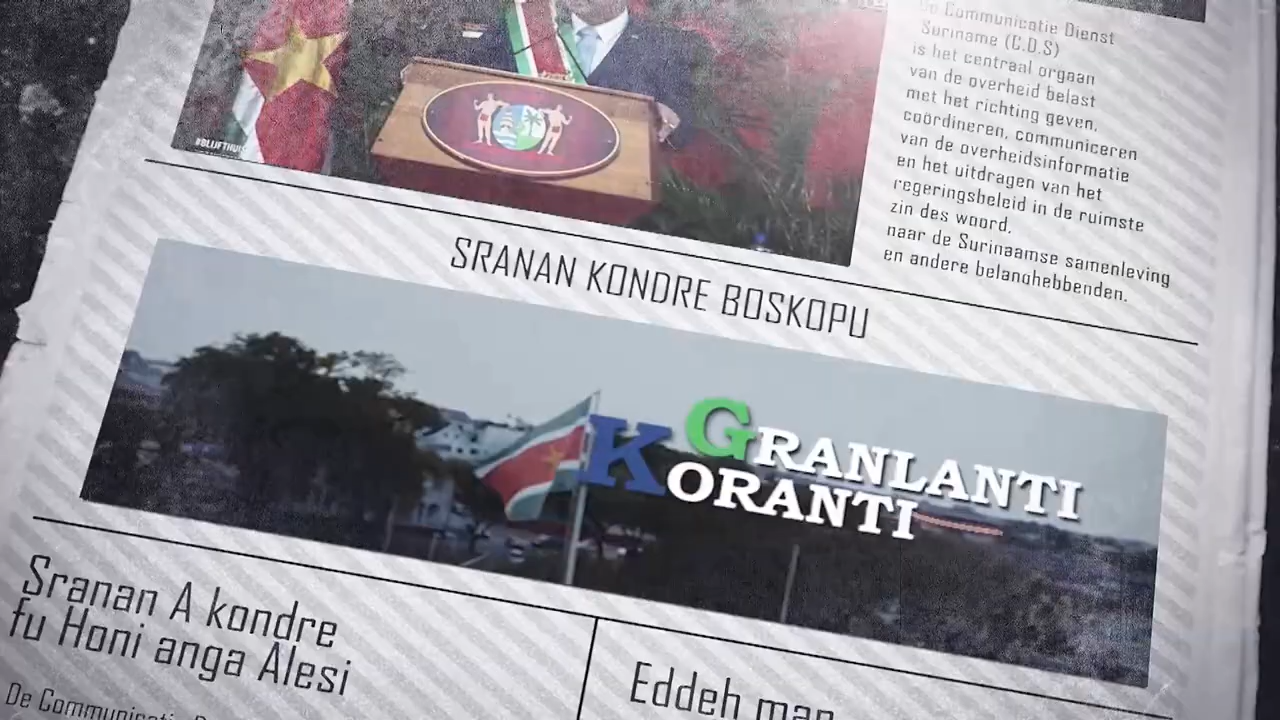 De Communicatie Dienst
Suriname (C.D.S)
is het centraal orgaan
van de overheid belast
met het richting geven,
coördineren, communiceren
van de overheidsinformatie
en het uitdragen van het
regeringsbeleid in de ruimste
zin des woord,
naar de Surinaamse samenleving
en andere belanghebbenden.
SRANAN KONDRE BOSKOPU
GRANLANTI
KORANTI
Sranan A kondre
fu Honi anga Alesi
Eddeh man
De